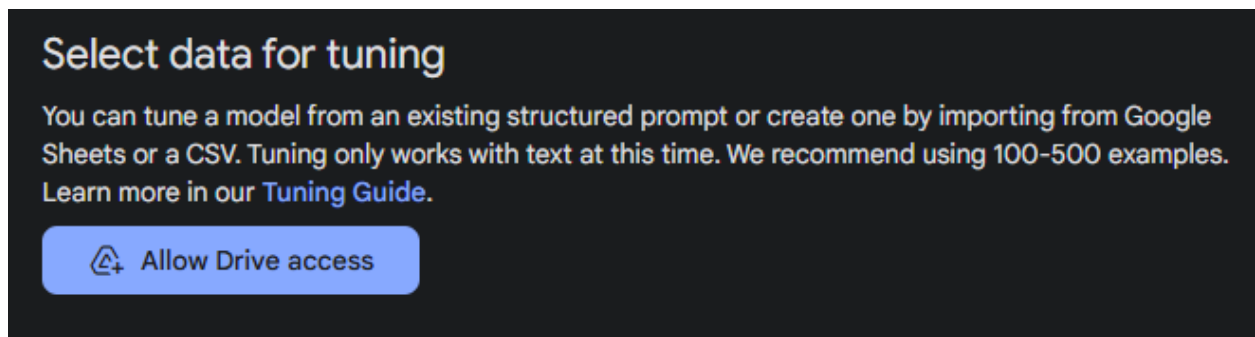 Select data for tuning
You can tune a model from an existing structured prompt or create one by importing from Google
Sheets or a CSV. Tuning only works with text at this time. We recommend using 100-500 examples.
Learn more in our Tuning Guide.
Allow Drive access